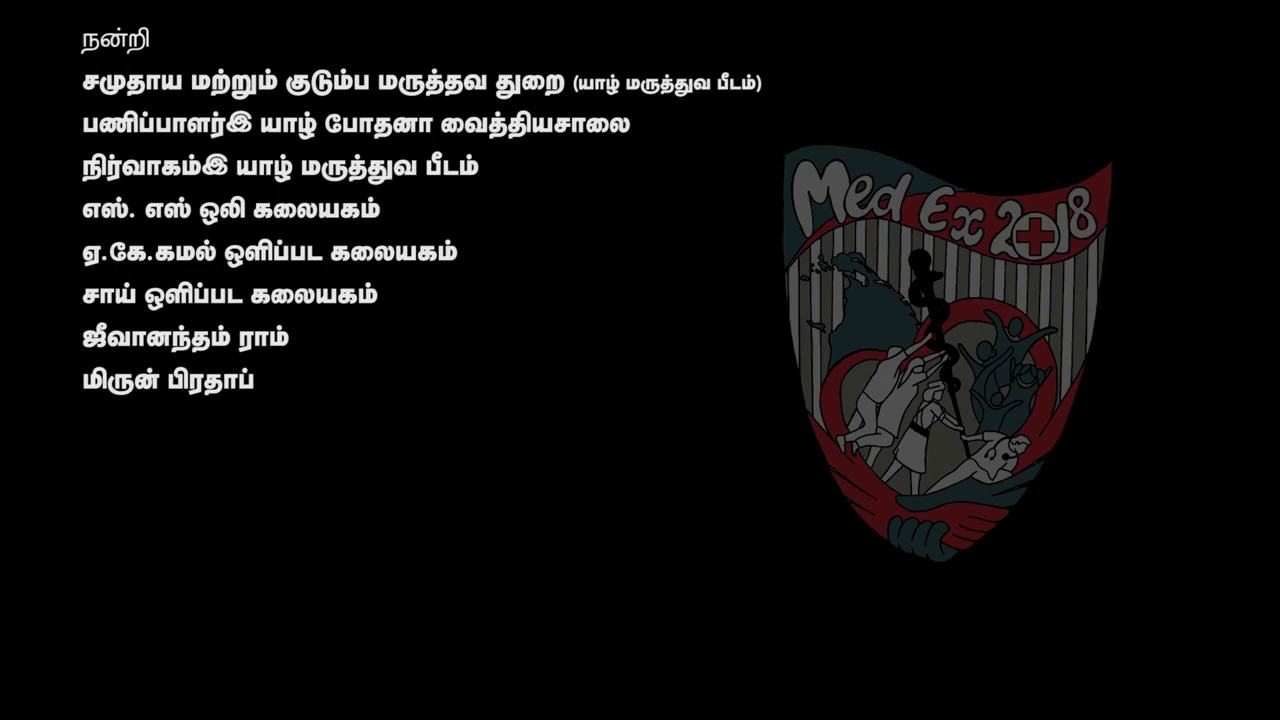 நன்றி
சமுதாய மற்றும் குடும்ப மருத்தவ துறை (யாழ் மருத்துவ பீடம்)
பணிப்பாளர்இ யாழ் போதனா வைத்தியசாலை
நிர்வாகம்இ யாழ் மருத்துவ பீடம்
எஸ். எஸ் ஒலி கலையகம்
ஏ.கே.கமல் ஒளிப்பட கலையகம்
சாய் ஒளிப்பட கலையகம்
ஜீவானந்தம் ராம்
மிருன் பிரதாப்
Med Ex 2018